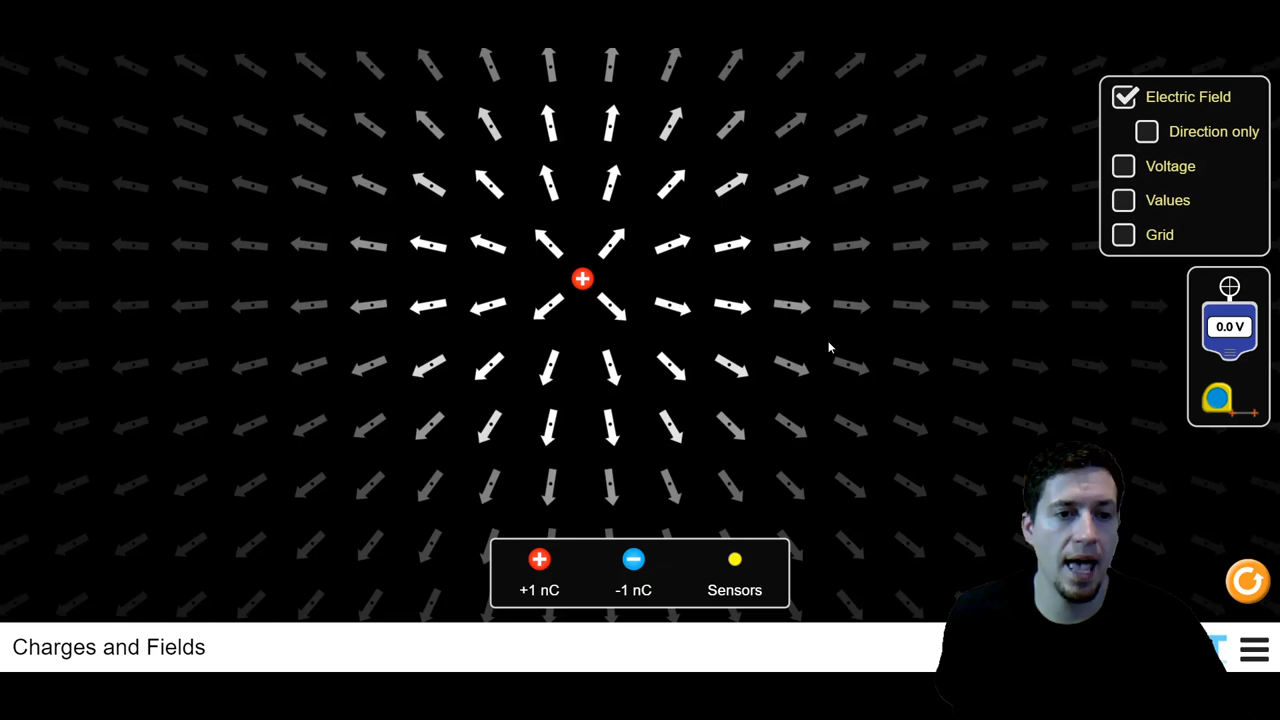 Electric Field
Direction only
Voltage
Values
Grid
0.0 V
+1 nC
-1 nC
Sensors
Charges and Fields